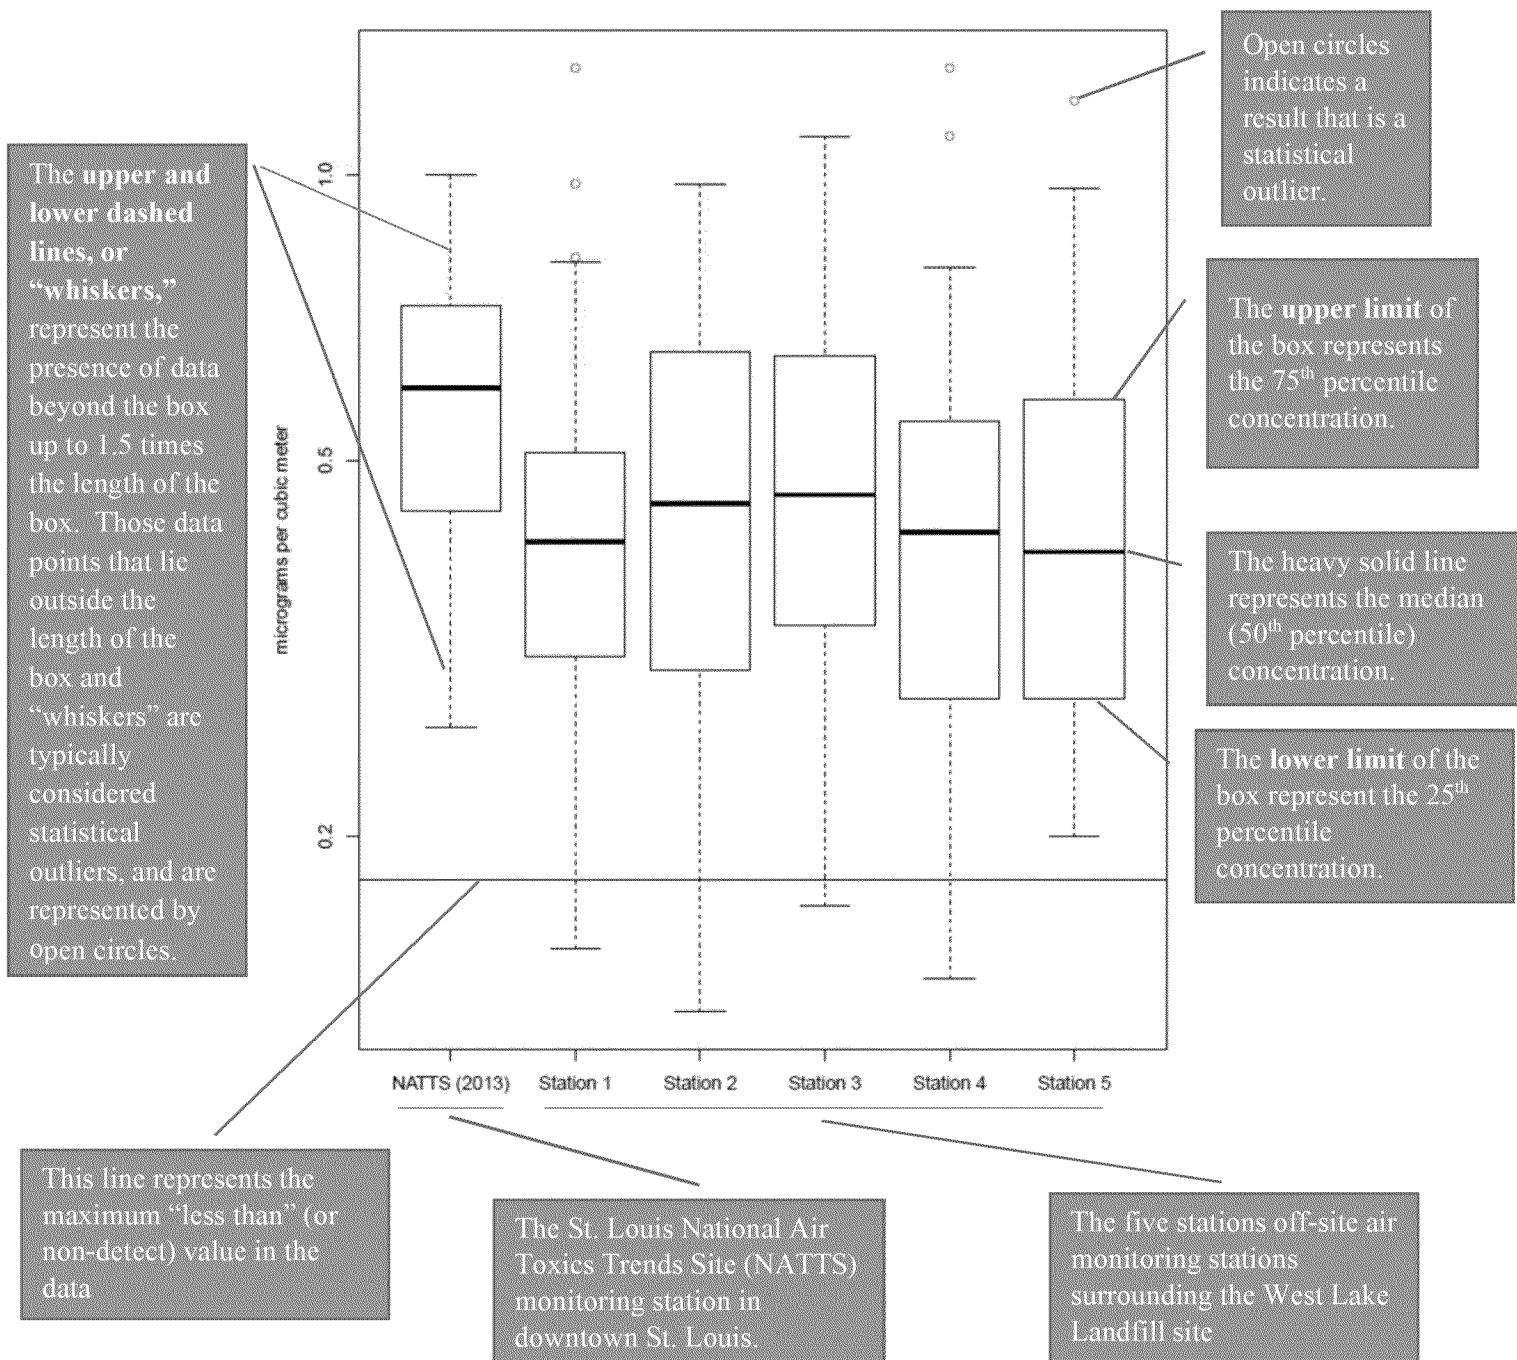 Open circles
indicates a
result that is a
statistical
outlier.
The upper and
lower dashed
lines, or
“whiskers,”
represent the
presence of data
beyond the box
up to 1.5 times
the length of the
box. Those data
points that lie
outside the
length of the
box and
“whiskers” are
typically
considered
statistical
outliers, and are
represented by
open circles.
The upper limit of
the box represents
the 75th percentile
concentration.
The heavy solid line
represents the median
(50th percentile)
concentration.
The lower limit of the
box represent the 25th
percentile
concentration.
micrograms per cubic meter
1.0
0.5
0.2
NATTS (2013) Station 1 Station 2 Station 3 Station 4 Station 5
This line represents the
maximum “less than” (or
non-detect) value in the
data
The St. Louis National Air
Toxics Trends Site (NATTS)
monitoring station in
downtown St. Louis.
The five stations off-site air
monitoring stations
surrounding the West Lake
Landfill site